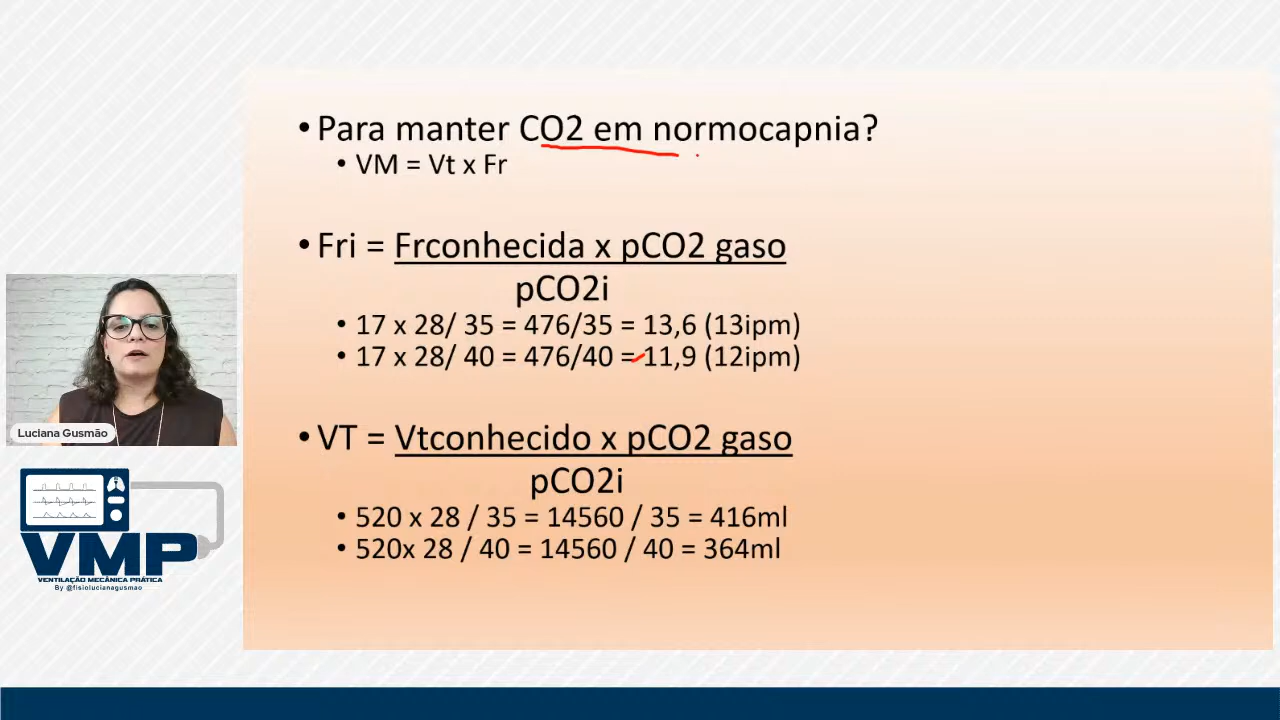 • Para manter CO2 em normocapnia?
• VM = Vt x Fr
• Fri = Frconhecida x pCO2 gaso
pCO2i
• 17 x 28/ 35 = 476/35 = 13,6 (13ipm)
• 17 x 28/ 40 = 476/40 = 11,9 (12ipm)
• VT = Vtconhecido x pCO2 gaso
pCO2i
• 520 x 28 / 35 = 14560 / 35 = 416ml
• 520x 28 / 40 = 14560 / 40 = 364ml
Luciana Gusmão
VMP
VENTILAÇÃO MECÂNICA PRÁTICA
By @fisiolucianagusmao